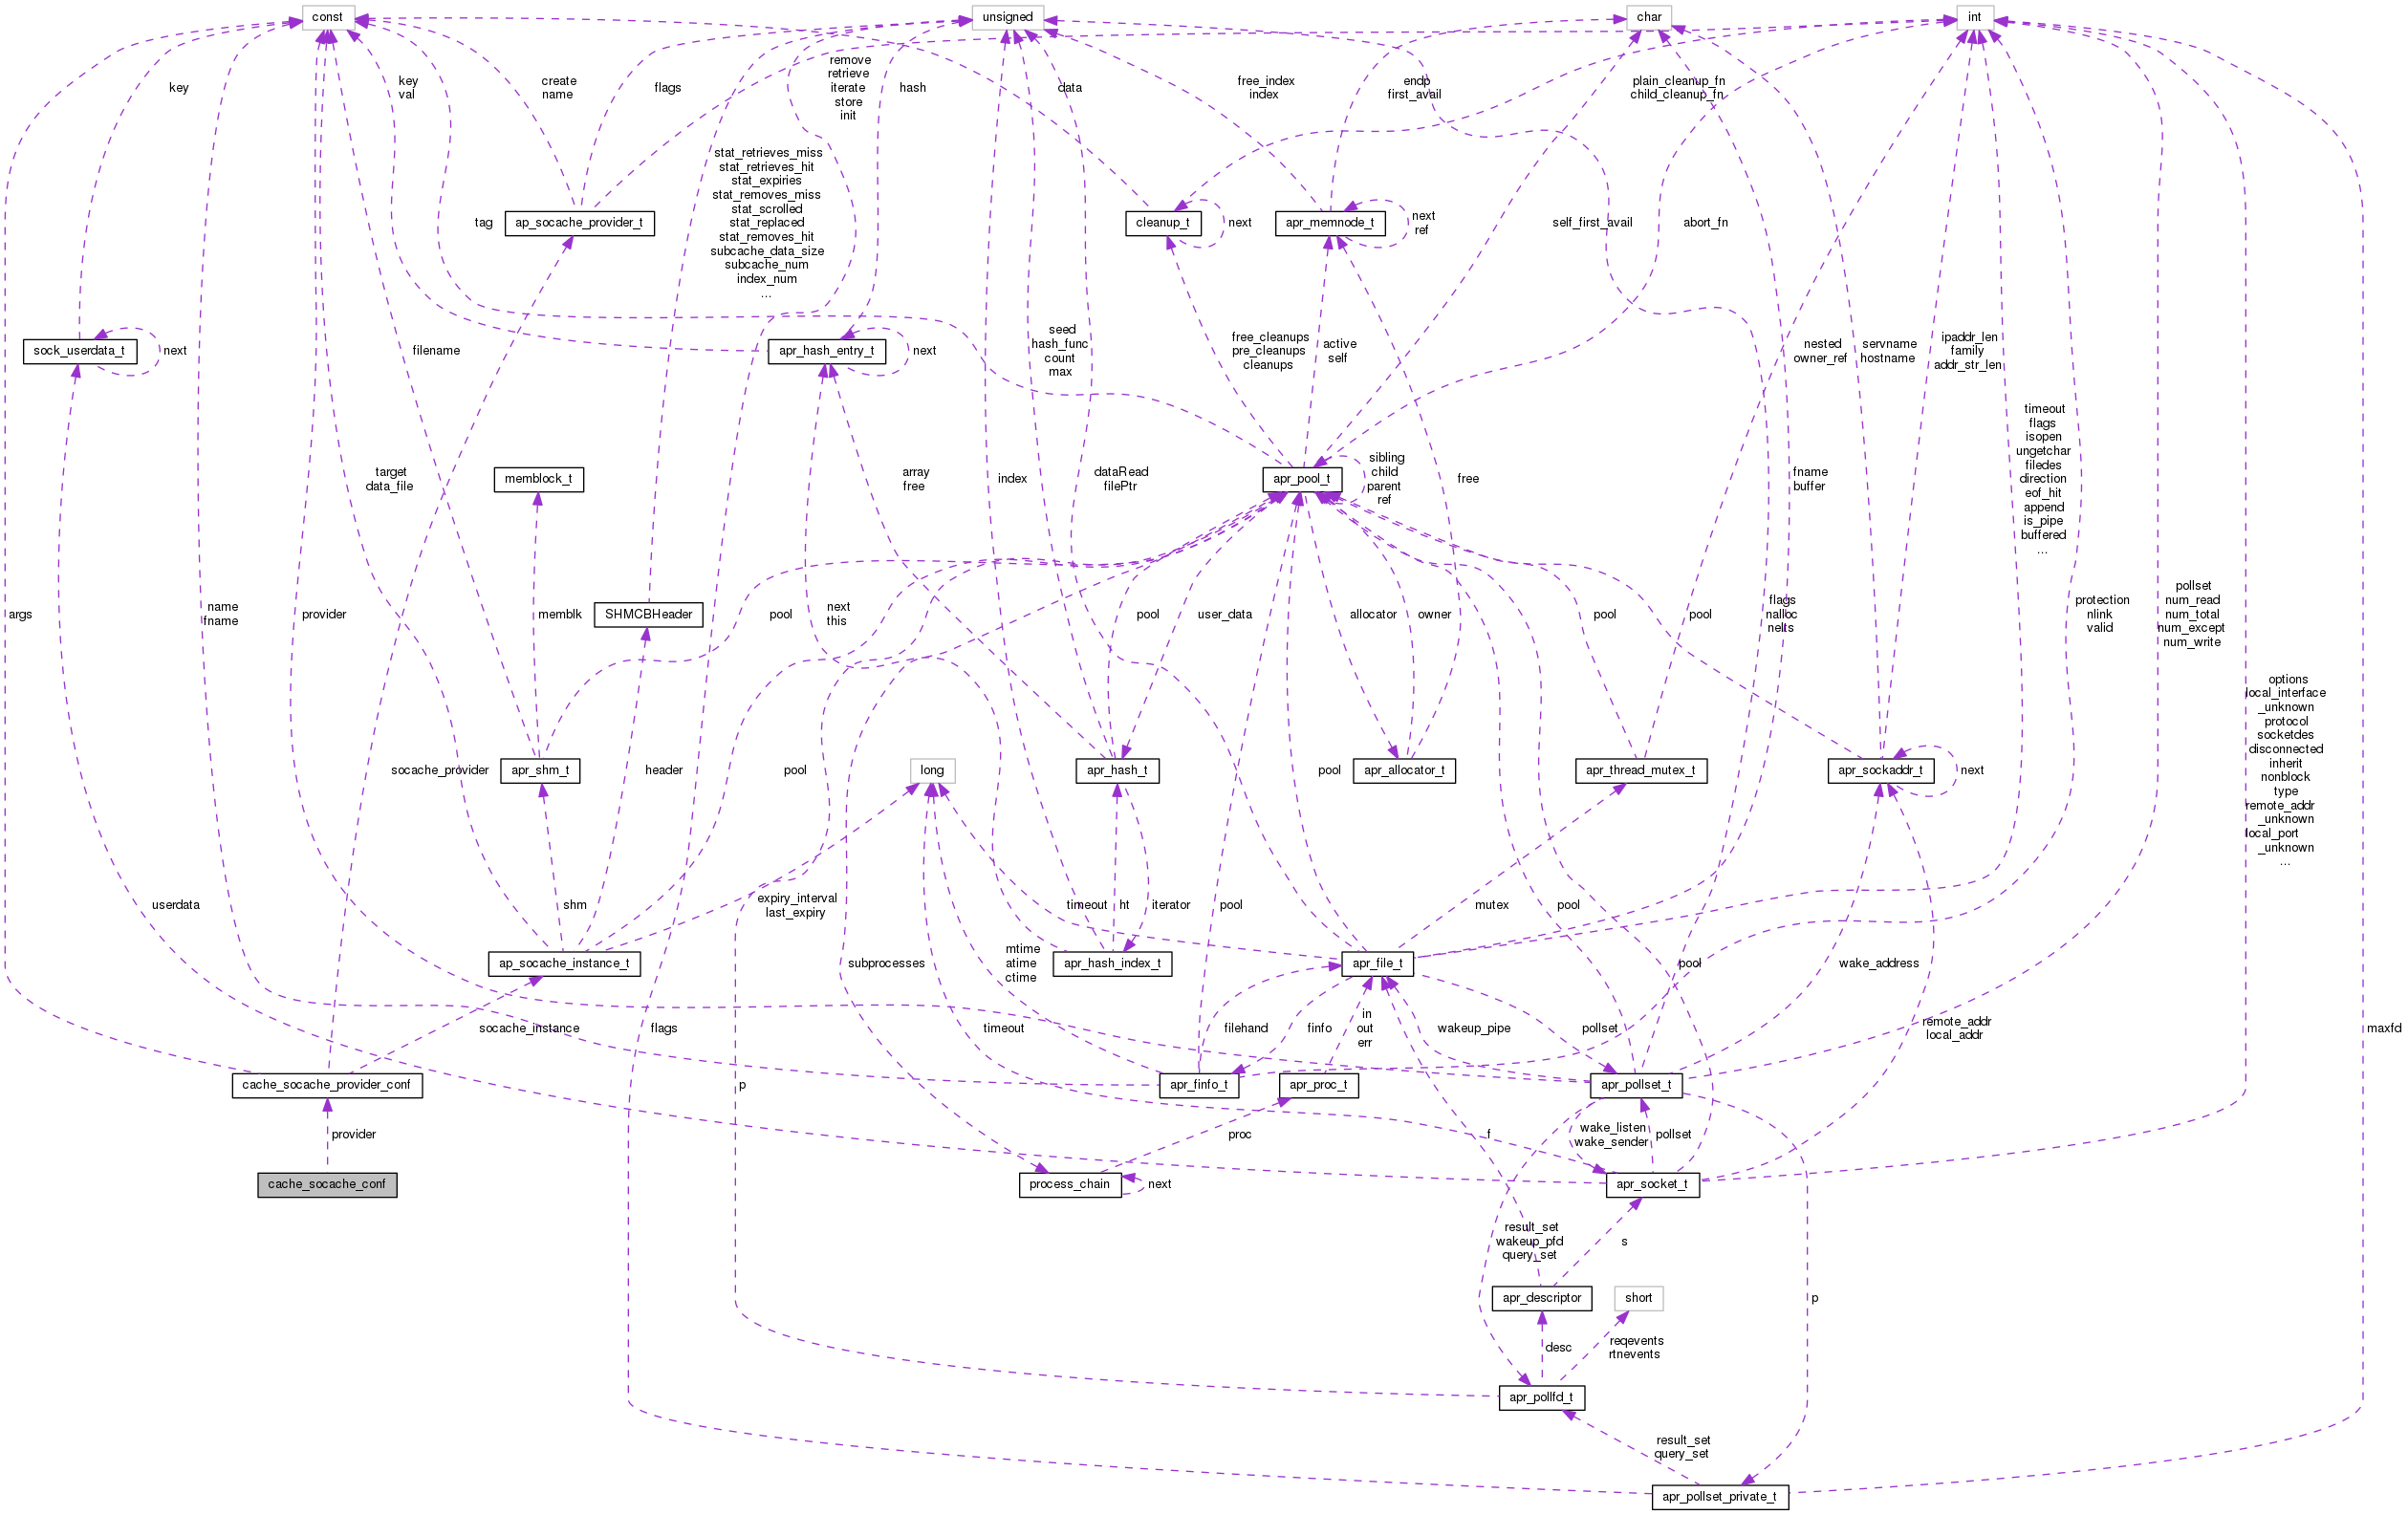 const
unsigned
char
int
key
create
name
key
val
flags
remove
retrieve
iterate
store
init
hash
data
free_index
index
endp
first_avail
plain_cleanup_fn
child_cleanup_fn
tag
ap_socache_provider_t
stat_retrieves_miss
stat_retrieves_hit
stat_expiries
stat_removes_miss
stat_scrolled
stat_replaced
stat_removes_hit
subcache_data_size
subcache_num
index_num
...
cleanup_t
next
apr_memnode_t
next
ref
self_first_avail
abort_fn
sock_userdata_t
next
filename
apr_hash_entry_t
next
seed
hash_func
count
max
free_cleanups
pre_cleanups
cleanups
active
self
nested
owner_ref
servname
hostname
ipaddr_len
family
addr_str_len
target
data_file
memblock_t
array
free
index
dataRead
filePtr
apr_pool_t
sibling
child
parent
ref
free
fname
buffer
timeout
flags
isopen
ungetchar
filedes
direction
eof_hit
append
is_pipe
buffered
...
args
name
fname
provider
memblk
SHMCBHeader
pool
next
this
pool
user_data
allocator
owner
pool
pool
flags
nalloc
nelts
protection
nlink
valid
pollset
num_read
num_total
num_except
num_write
socache_provider
apr_shm_t
header
pool
long
apr_hash_t
pool
apr_allocator_t
apr_thread_mutex_t
apr_sockaddr_t
next
options
local_interface
_unknown
protocol
socketdes
disconnected
inherit
nonblock
type
remote_addr
_unknown
local_port
_unknown
...
userdata
shm
expiry_interval
last_expiry
timeout
ht
iterator
pool
mutex
pool
ap_socache_instance_t
subprocesses
mtime
atime
ctime
apr_hash_index_t
apr_file_t
pool
wake_address
socache_instance
flags
timeout
filehand
finfo
in
out
err
wakeup_pipe
pollset
remote_addr
local_addr
maxfd
cache_socache_provider_conf
p
apr_finfo_t
apr_proc_t
apr_pollset_t
provider
proc
f
wake_listen
wake_sender
pollset
cache_socache_conf
process_chain
next
apr_socket_t
result_set
wakeup_pfd
query_set
s
apr_descriptor
short
p
desc
reqevents
rtnevents
apr_pollfd_t
result_set
query_set
apr_pollset_private_t